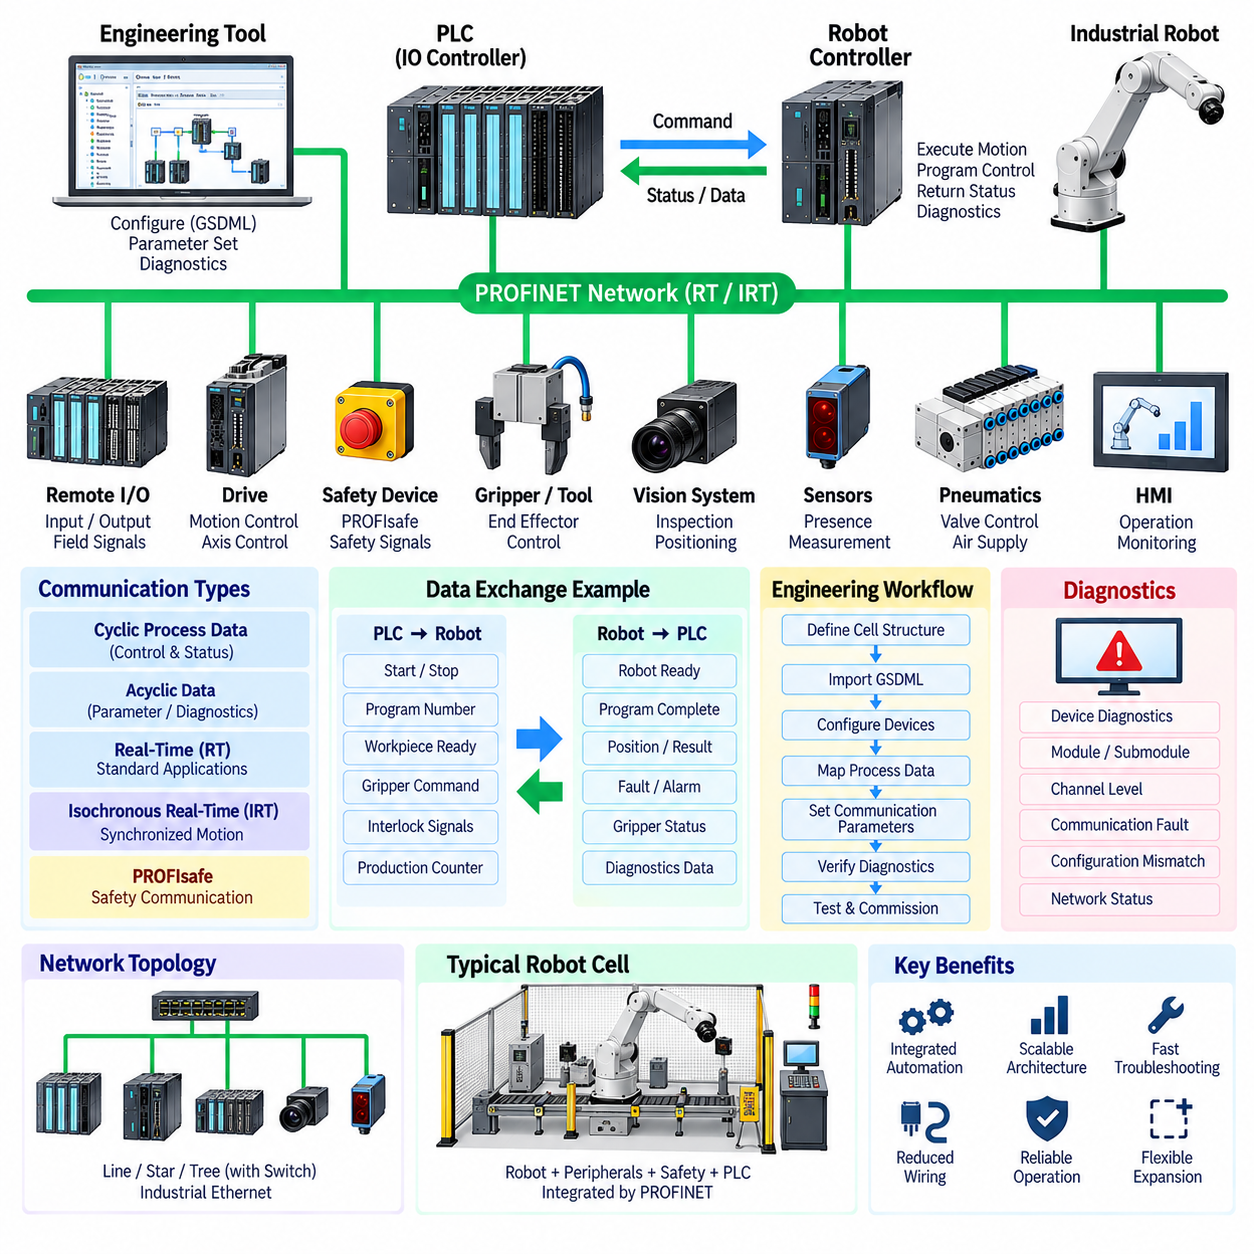 Engineering Tool
PLC
(IO Controller)
Robot
Controller
Industrial Robot
Command
Status / Data
Execute Motion
Program Control
Return Status
Diagnostics
Configure (GSDML)
Parameter Set
Diagnostics
PROFINET Network (RT / IRT)
Remote I/O
Input / Output
Field Signals
Drive
Motion Control
Axis Control
Safety Device
PROFIsafe
Safety Signals
Gripper / Tool
End Effector
Control
Vision System
Inspection
Positioning
Sensors
Presence
Measurement
Pneumatics
Valve Control
Air Supply
HMI
Operation
Monitoring
Communication Types
Cyclic Process Data
(Control & Status)
Acyclic Data
(Parameter / Diagnostics)
Real-Time (RT)
Standard Applications
Isochronous Real-Time (IRT)
Synchronized Motion
PROFIsafe
Safety Communication
Data Exchange Example
PLC → Robot
Start / Stop
Program Number
Workpiece Ready
Gripper Command
Interlock Signals
Production Counter
Robot → PLC
Robot Ready
Program Complete
Position / Result
Fault / Alarm
Gripper Status
Diagnostics Data
Engineering Workflow
Define Cell Structure
Import GSDML
Configure Devices
Map Process Data
Set Communication
Parameters
Verify Diagnostics
Test & Commission
Diagnostics
Device Diagnostics
Module / Submodule
Channel Level
Communication Fault
Configuration Mismatch
Network Status
Network Topology
Line / Star / Tree (with Switch)
Industrial Ethernet
Typical Robot Cell
Robot + Peripherals + Safety + PLC
Integrated by PROFINET
Key Benefits
Integrated
Automation
Scalable
Architecture
Fast
Troubleshooting
Reduced
Wiring
Reliable
Operation
Flexible
Expansion